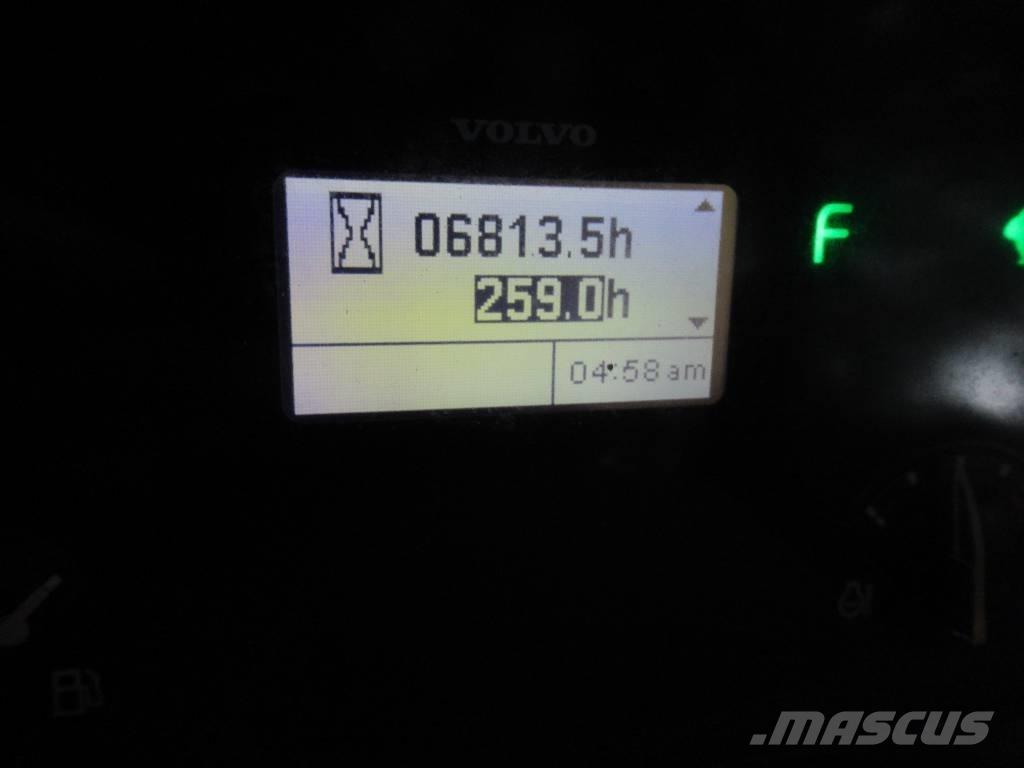 VOLVO
06813.5h
F
259.0h
04:58 am
.MASCUS